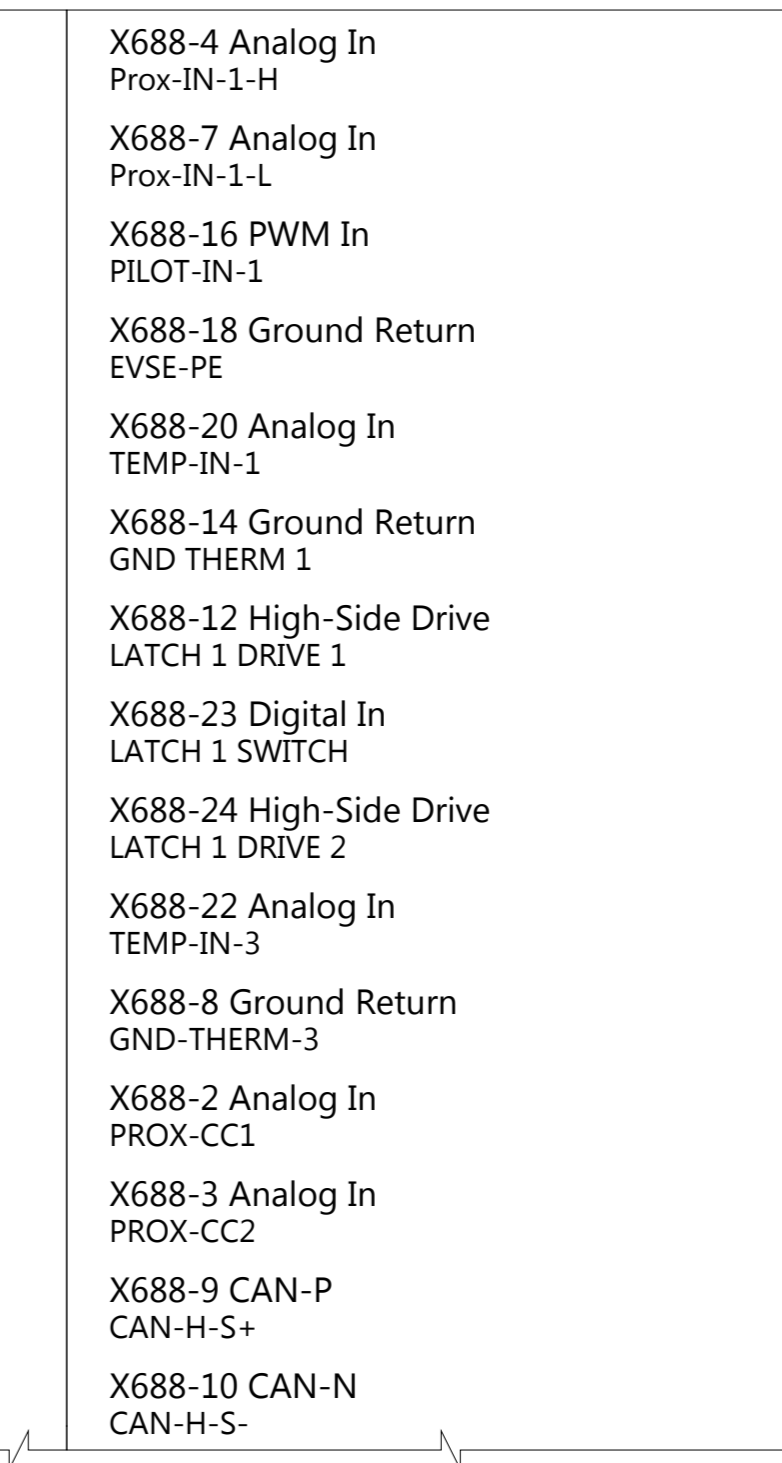 X688-4 Analog In
Prox-IN-1-H
X688-7 Analog In
Prox-IN-1-L
X688-16 PWM In
PILOT-IN-1
X688-18 Ground Return
EVSE-PE
X688-20 Analog In
TEMP-IN-1
X688-14 Ground Return
GND THERM 1
X688-12 High-Side Drive
LATCH 1 DRIVE 1
X688-23 Digital In
LATCH 1 SWITCH
X688-24 High-Side Drive
LATCH 1 DRIVE 2
X688-22 Analog In
TEMP-IN-3
X688-8 Ground Return
GND-THERM-3
X688-2 Analog In
PROX-CC1
X688-3 Analog In
PROX-CC2
X688-9 CAN-P
CAN-H-S+
X688-10 CAN-N
CAN-H-S-